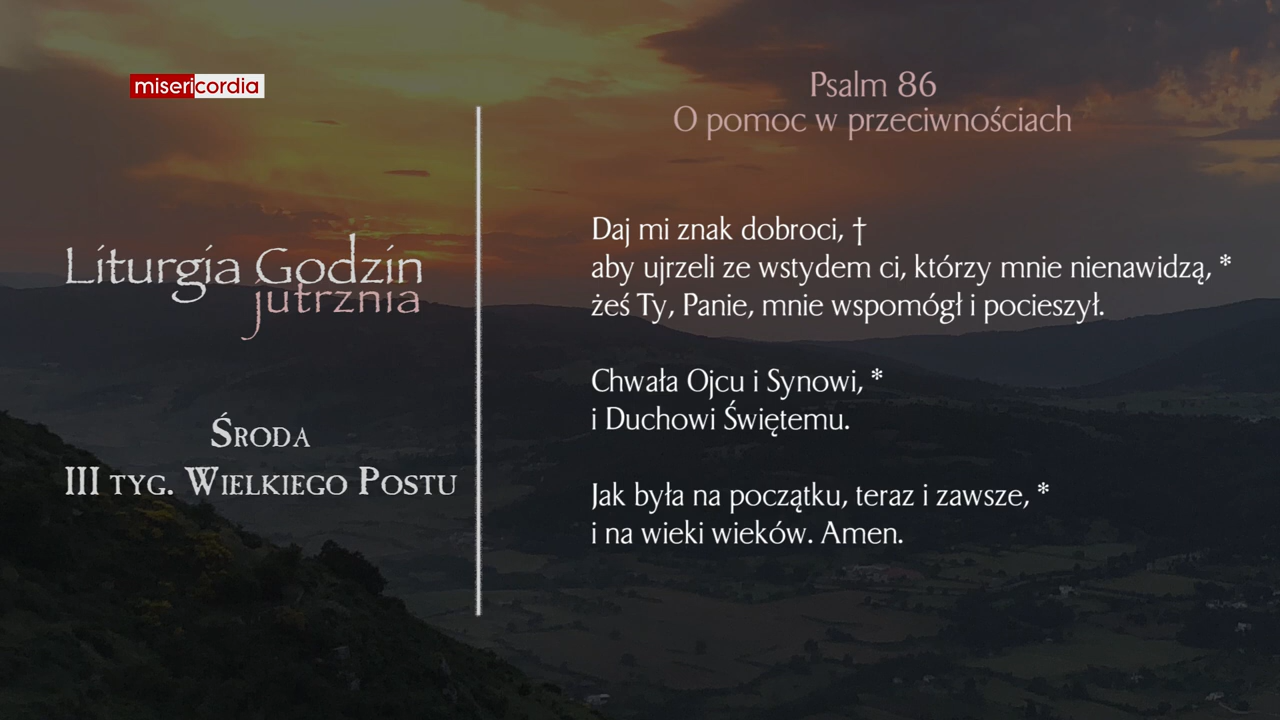 misericordia
Liturgia Godzin
jutrznia
Środa
III tyg. Wielkiego Postu
Psalm 86
O pomoc w przeciwnościach
Daj mi znak dobroci, †
aby ujrzeli ze wstydem ci, którzy mnie nienawidzą, *
żeś Ty, Panie, mnie wspomógł i pocieszył.
Chwała Ojcu i Synowi, *
i Duchowi Świętemu.
Jak była na początku, teraz i zawsze, *
i na wieki wieków. Amen.